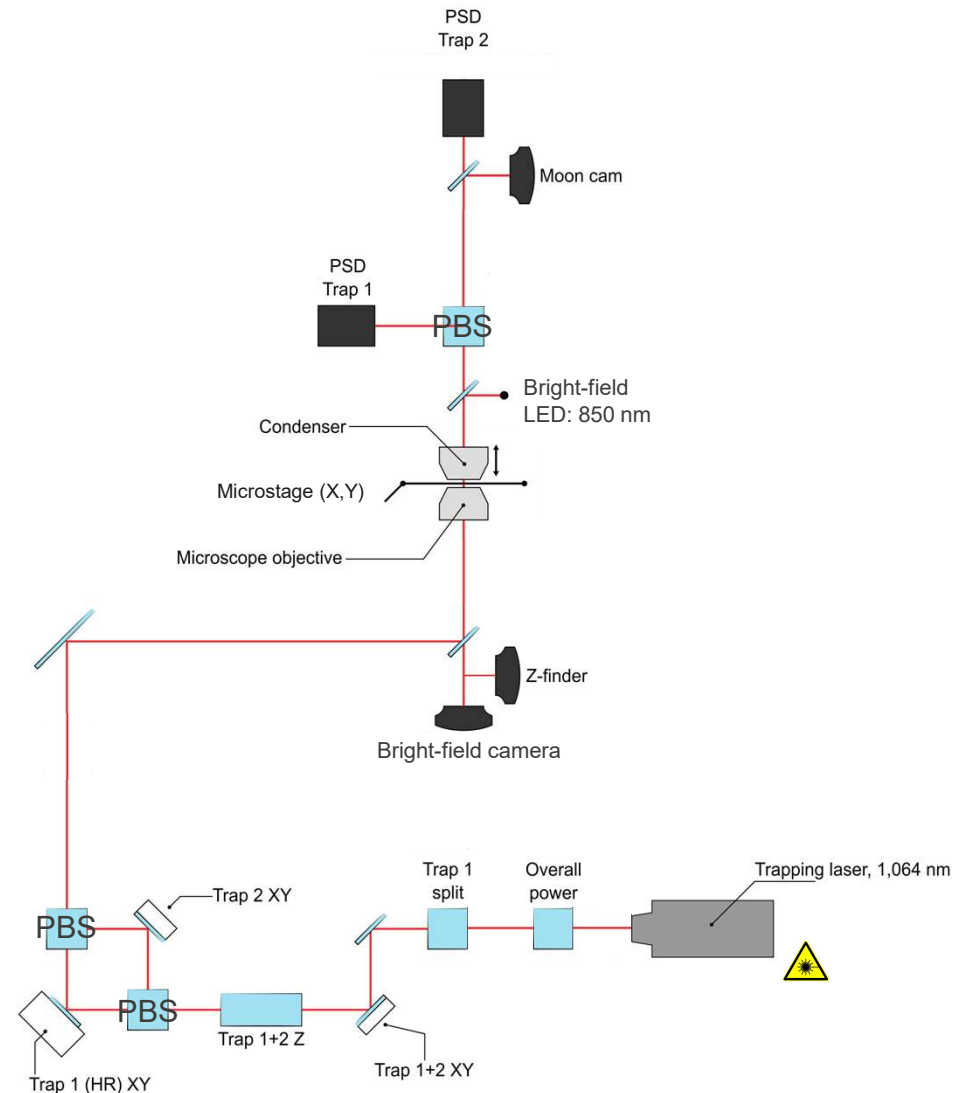 PSD
Trap 2
Moon cam
PSD
Trap 1
PBS
Bright-field
LED: 850 nm
Condenser
Microstage (X,Y)
Microscope objective
Z-finder
Bright-field camera
Trap 1
split
Overall
power
Trapping laser, 1,064 nm
Trap 2 XY
PBS
PBS
Trap 1+2 Z
Trap 1+2 XY
Trap 1 (HR) XY